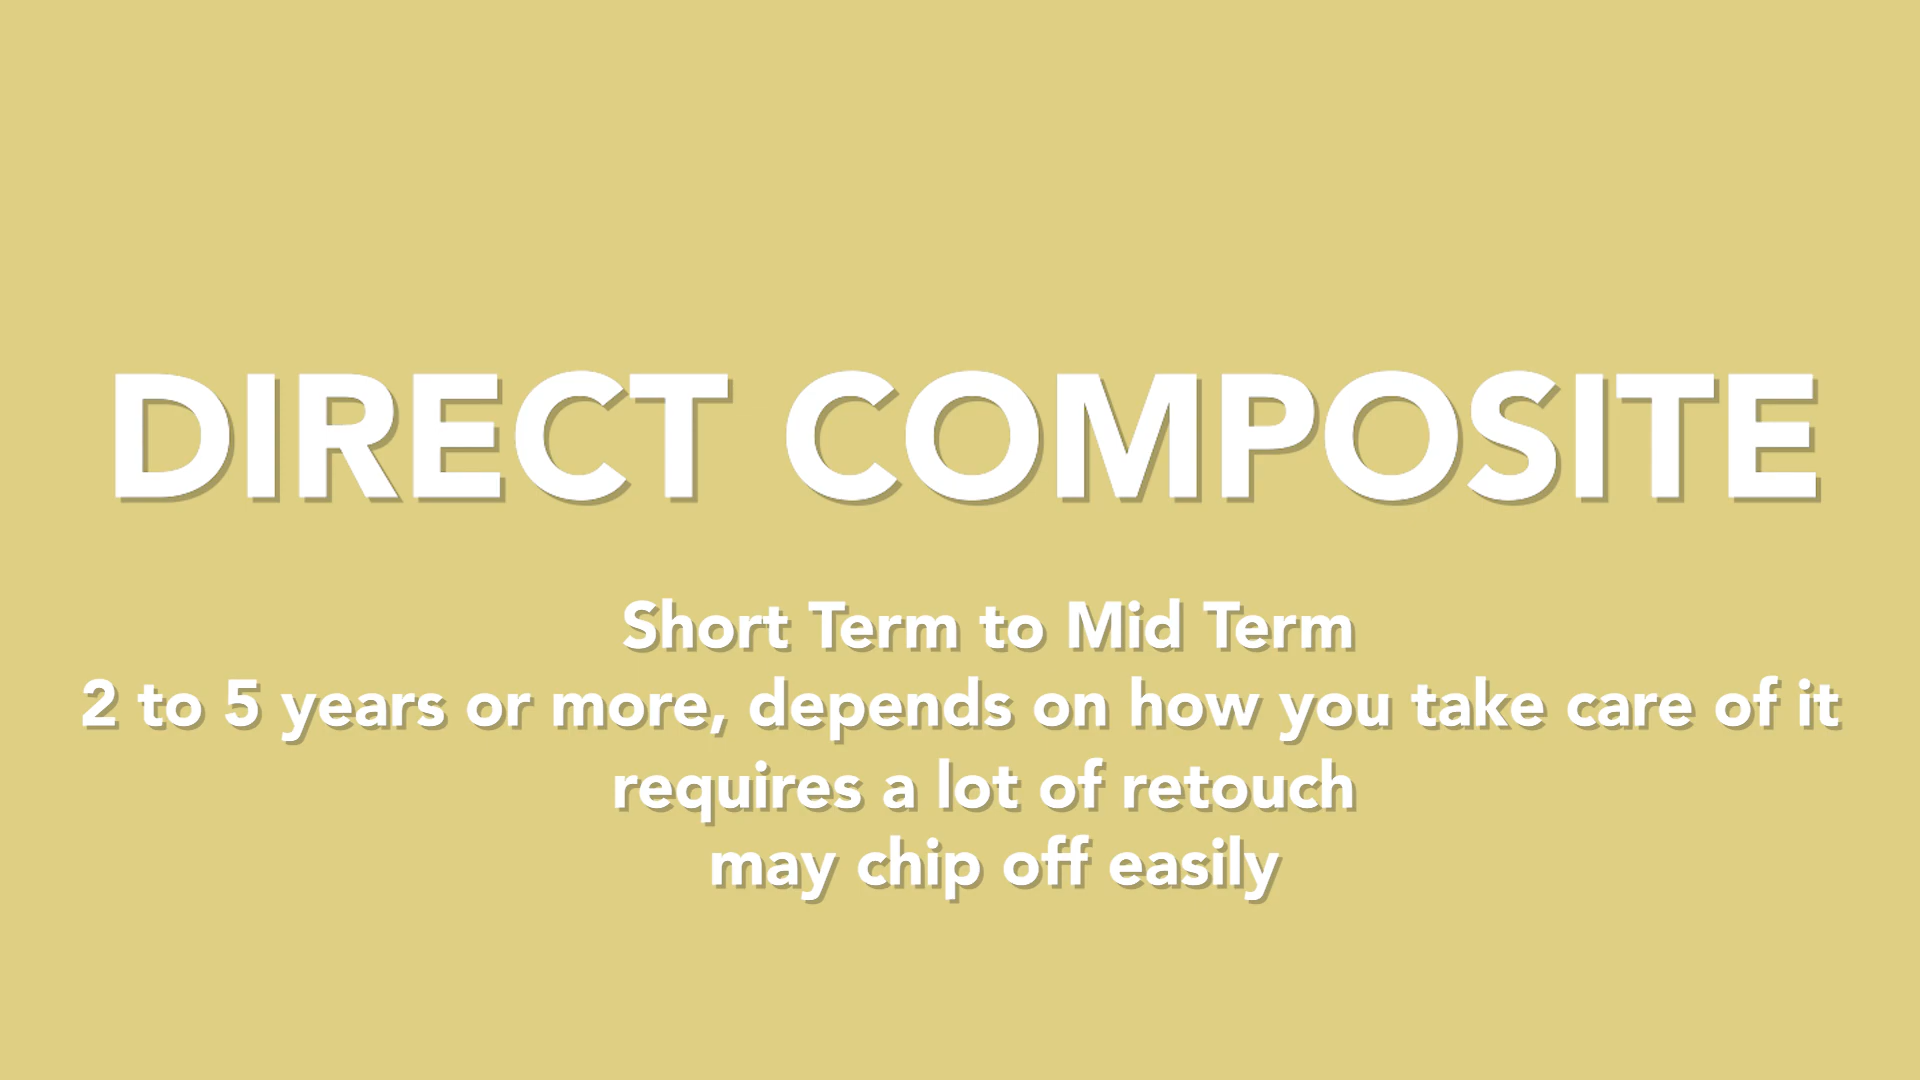 DIRECT COMPOSITE
Short Term to Mid Term
2 to 5 years or more, depends on how you take care of it
requires a lot of retouch
may chip off easily